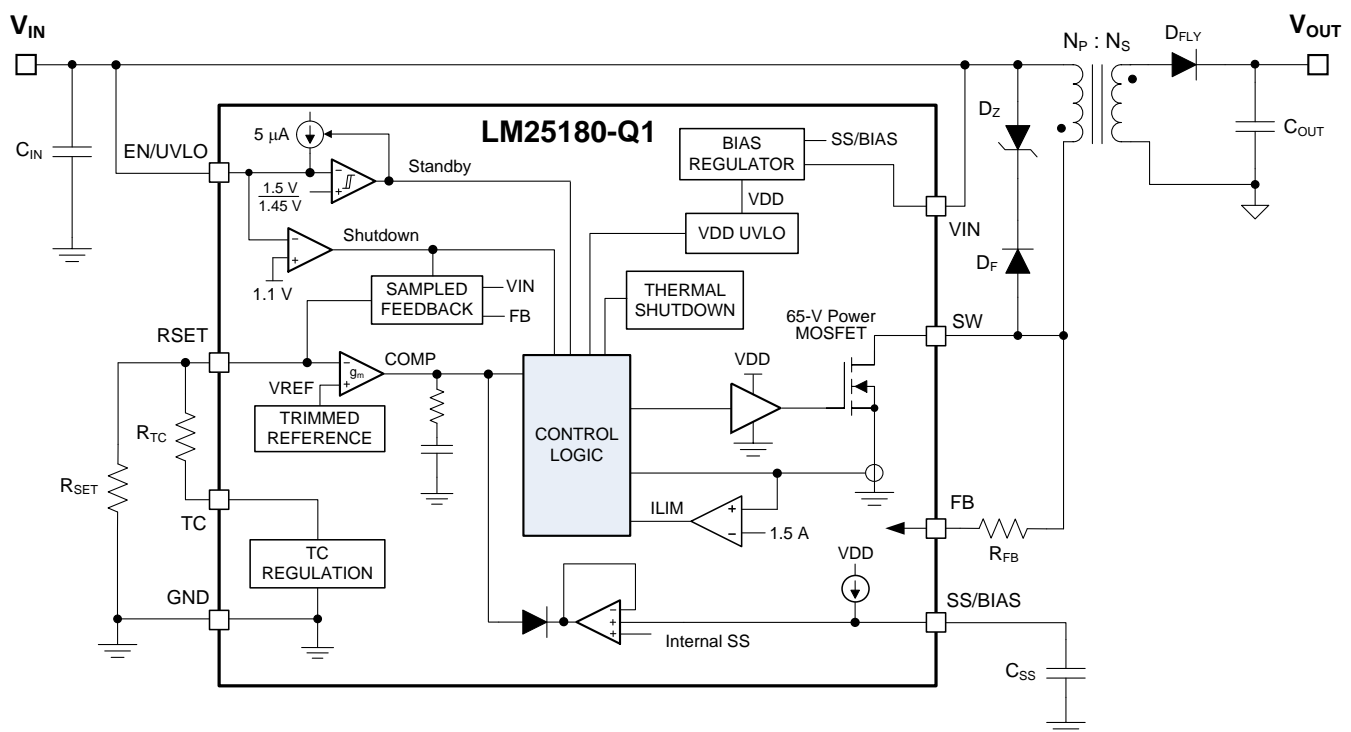 VIN
NP : NS
DFLY
VOUT
CIN
EN/UVLO
5 μA
LM25180-Q1
BIAS
REGULATOR
SS/BIAS
DZ
COUT
1.5 V
1.45 V
Standby
VDD
VDD UVLO
VIN
Shutdown
1.1 V
SAMPLED
FEEDBACK
VIN
FB
THERMAL
SHUTDOWN
DF
65-V Power
MOSFET
SW
RSET
gm
COMP
VREF
TRIMMED
REFERENCE
VDD
CONTROL
LOGIC
RTC
RSET
TC
ILIM
1.5 A
FB
RFB
TC
REGULATION
VDD
GND
SS/BIAS
Internal SS
CSS